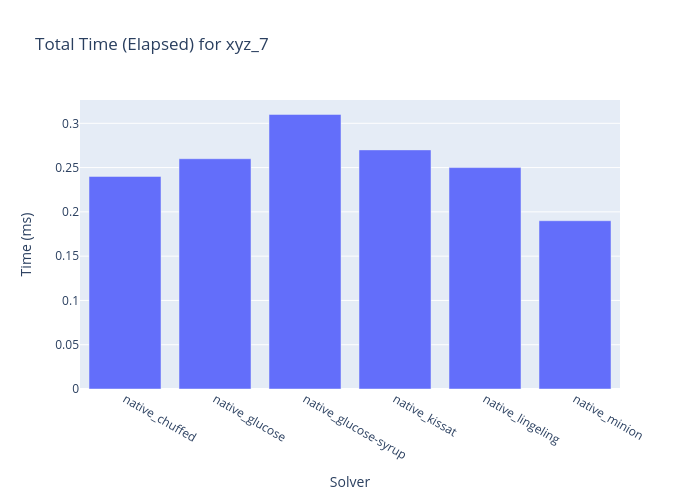 Total Time (Elapsed) for xyz_7
Time (ms)
0.3
0.25
0.2
0.15
0.1
0.05
0
native_chuffed
native_glucose
native_glucose-syrup
native_kissat
native_lingeling
native_minion
Solver